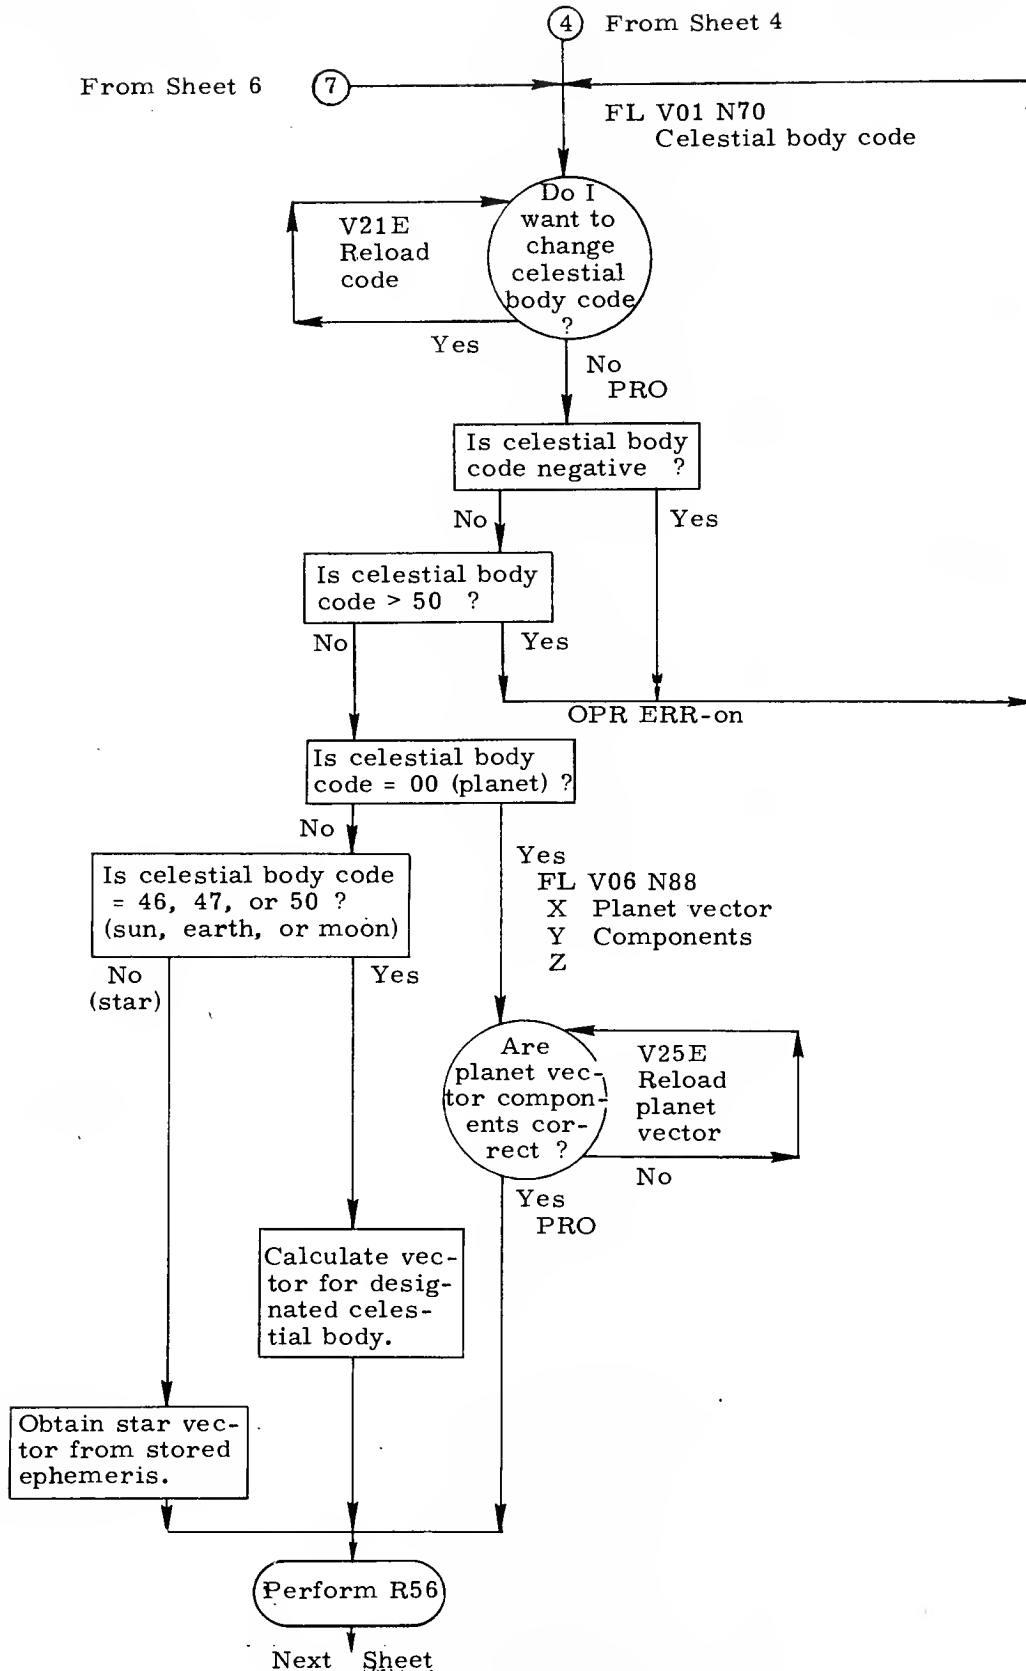 4 From Sheet 4
From Sheet 6 7
FL V01 N70
Celestial body code
Do I
want to
change
celestial
body code
?
V21E
Reload
code
Yes
No
PRO
Is celestial body
code negative ?
No
Yes
Is celestial body
code > 50 ?
No
Yes
OPR ERR-on
Is celestial body
code = 00 (planet) ?
No
Yes
FL V06 N88
X Planet vector
Y Components
Z
Is celestial body code
= 46, 47, or 50 ?
(sun, earth, or moon)
No
(star)
Yes
Are
planet vec-
tor compon-
ents cor-
rect ?
V25E
Reload
planet
vector
No
Yes
PRO
Calculate vec-
tor for desig-
nated celes-
tial body.
Obtain star vec-
tor from stored
ephemeris.
Perform R56
Next Sheet